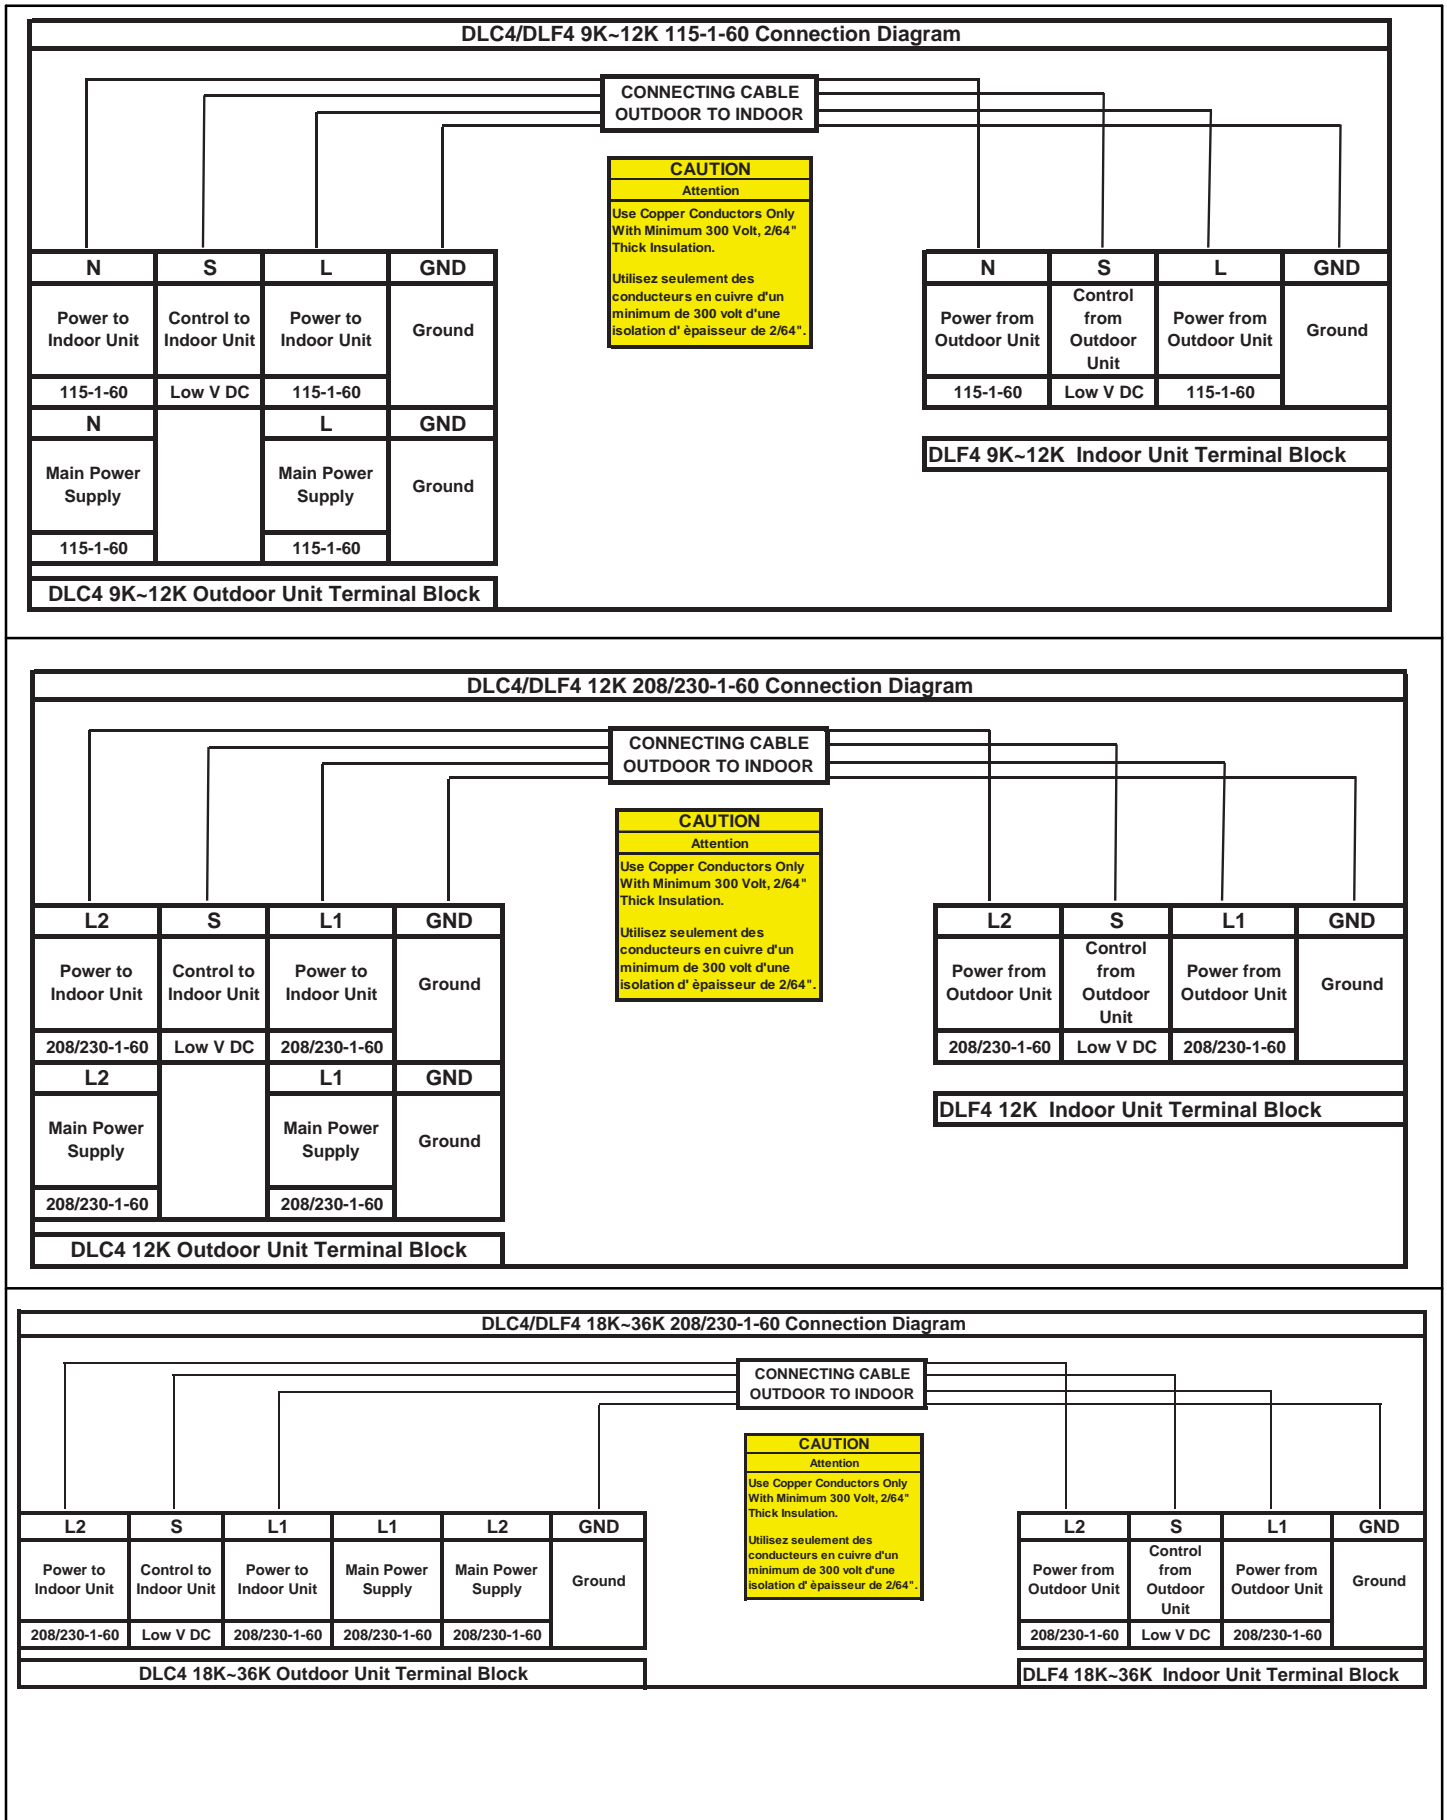 DLC4/DLF4 9K~12K 115-1-60 Connection Diagram
CONNECTING CABLE
OUTDOOR TO INDOOR
CAUTION
Attention
Use Copper Conductors Only
With Minimum 300 Volt, 2/64"
Thick Insulation.
Utilisez seulement des
conducteurs en cuivre d'un
minimum de 300 volt d'une
isolation d' èpaisseur de 2/64".
N S L GND
Power to Indoor Unit Control to Indoor Unit Power to Indoor Unit Ground
115-1-60 Low V DC 115-1-60
N L GND
Main Power Supply Main Power Supply Ground
115-1-60 115-1-60
DLC4 9K~12K Outdoor Unit Terminal Block
N S L GND
Power from Outdoor Unit Control from Outdoor Unit Power from Outdoor Unit Ground
115-1-60 Low V DC 115-1-60
DLF4 9K~12K Indoor Unit Terminal Block
DLC4/DLF4 12K 208/230-1-60 Connection Diagram
CONNECTING CABLE
OUTDOOR TO INDOOR
CAUTION
Attention
Use Copper Conductors Only
With Minimum 300 Volt, 2/64"
Thick Insulation.
Utilisez seulement des
conducteurs en cuivre d'un
minimum de 300 volt d'une
isolation d' èpaisseur de 2/64".
L2 S L1 GND
Power to Indoor Unit Control to Indoor Unit Power to Indoor Unit Ground
208/230-1-60 Low V DC 208/230-1-60
L2 L1 GND
Main Power Supply Main Power Supply Ground
208/230-1-60 208/230-1-60
DLC4 12K Outdoor Unit Terminal Block
L2 S L1 GND
Power from Outdoor Unit Control from Outdoor Unit Power from Outdoor Unit Ground
208/230-1-60 Low V DC 208/230-1-60
DLF4 12K Indoor Unit Terminal Block
DLC4/DLF4 18K~36K 208/230-1-60 Connection Diagram
CONNECTING CABLE
OUTDOOR TO INDOOR
CAUTION
Attention
Use Copper Conductors Only
With Minimum 300 Volt, 2/64"
Thick Insulation.
Utilisez seulement des
conducteurs en cuivre d'un
minimum de 300 volt d'une
isolation d' èpaisseur de 2/64".
L2 S L1 L1 L2 GND
Power to Indoor Unit Control to Indoor Unit Power to Indoor Unit Main Power Supply Main Power Supply Ground
208/230-1-60 Low V DC 208/230-1-60 208/230-1-60 208/230-1-60
DLC4 18K~36K Outdoor Unit Terminal Block
L2 S L1 GND
Power from Outdoor Unit Control from Outdoor Unit Power from Outdoor Unit Ground
208/230-1-60 Low V DC 208/230-1-60
DLF4 18K~36K Indoor Unit Terminal Block